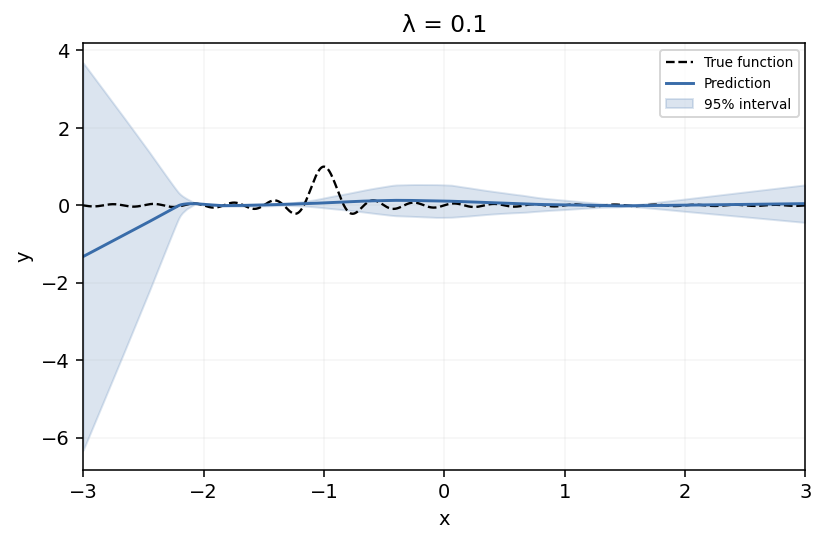 λ = 0.1
True function
Prediction
95% interval
4
2
0
−2
−4
−6
y
−3 −2 −1 0 1 2 3
x